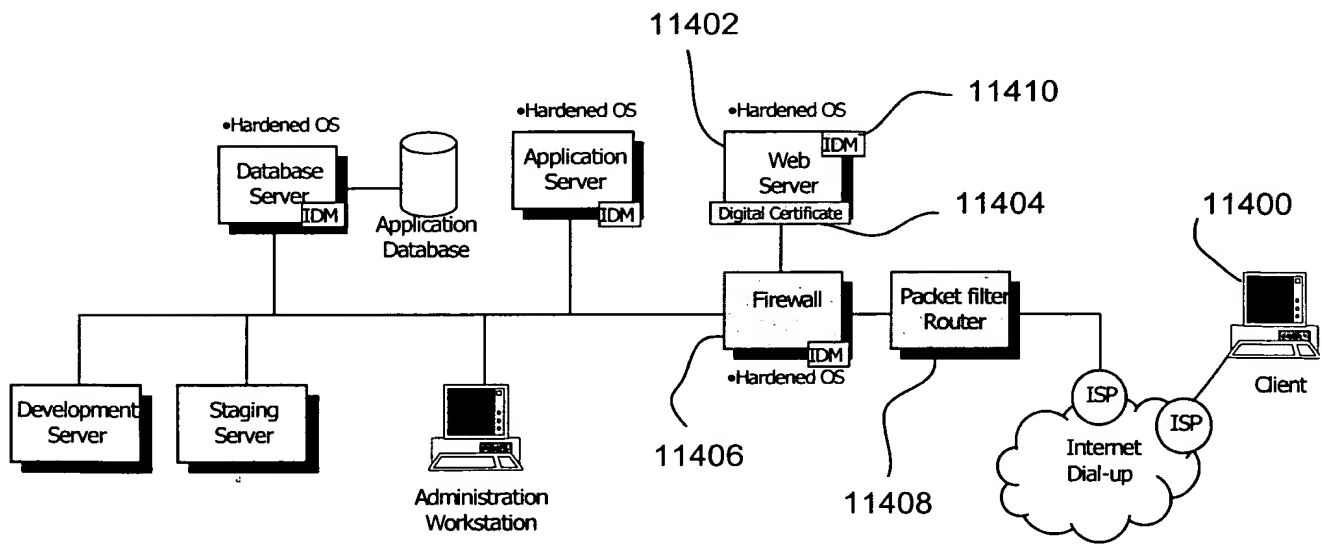 11402
•Hardened OS
Database
Server
IDM
Application
Database
•Hardened OS
Application
Server
IDM
•Hardened OS
IDM
Web
Server
Digital Certificate
11410
11404
11400
Firewall
IDM
•Hardened OS
Packet filter
Router
Client
ISP
ISP
Internet
Dial-up
Development
Server
Staging
Server
Administration
Workstation
11406
11408